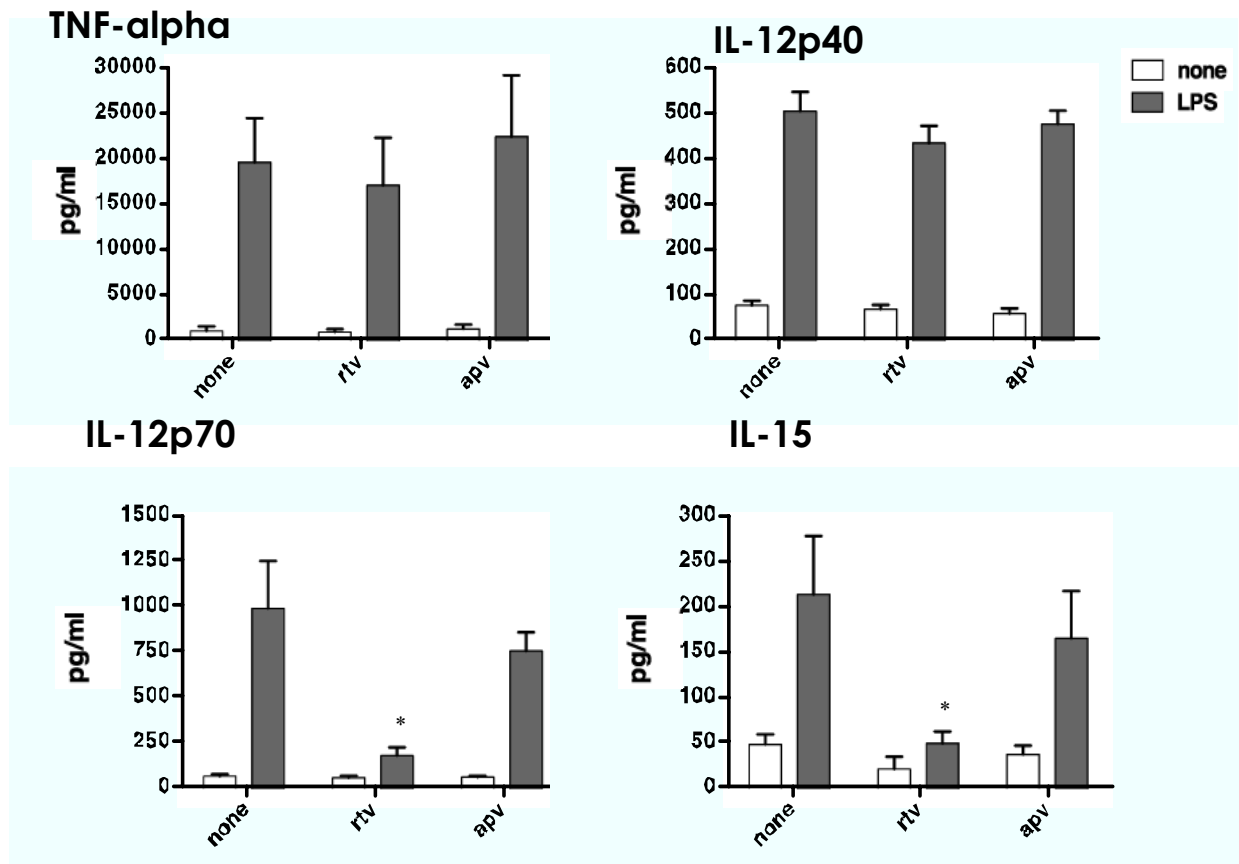 TNF-alpha
30000
25000
20000
15000
10000
5000
0
pg/ml
none
rtv
apv
IL-12p40
600
500
400
300
200
100
0
pg/ml
none
rtv
apv
none
LPS
IL-12p70
1500
1250
1000
750
500
250
0
pg/ml
*
none
rtv
apv
IL-15
300
250
200
150
100
50
0
pg/ml
*
none
rtv
apv